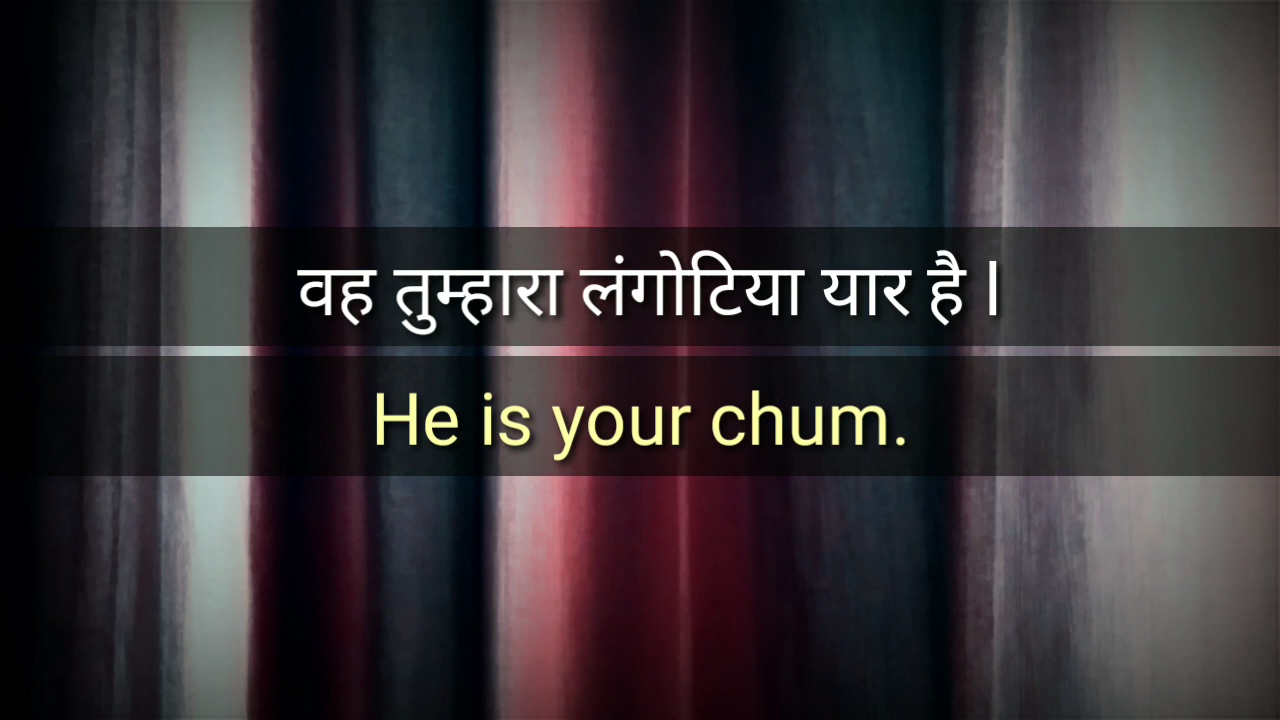 वह तुम्हारा लंगोटिया यार है l
He is your chum.